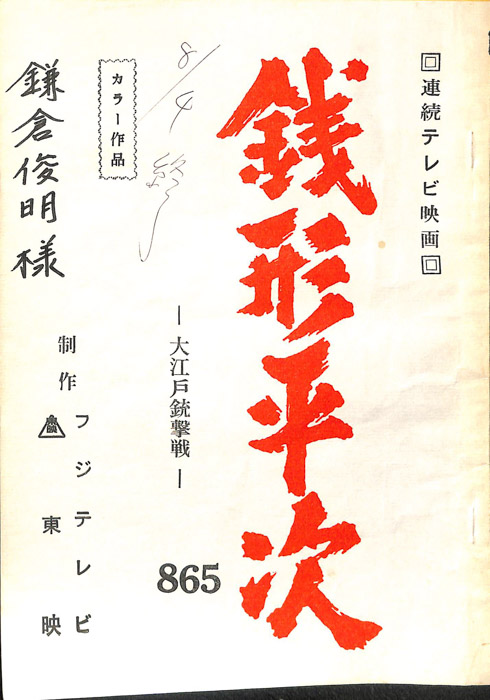 回連続テレビ映画回
銭形平次
―大江戸銃撃戦―
865
8/4
終
カラー作品
制作
フジテレビ
東映
鎌倉俊明様